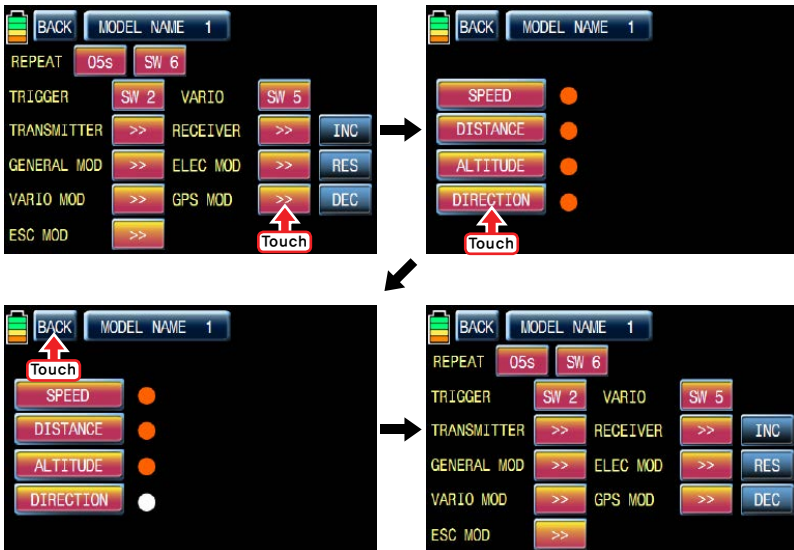 BACK MODEL NAME 1
REPEAT 05s SW 6
TRIGGER SW 2 VARIO SW 5
TRANSMITTER >> RECEIVER >> INC
GENERAL MOD >> ELEC MOD >> RES
VARIO MOD >> GPS MOD >> DEC
Touch
ESC MOD >>
BACK MODEL NAME 1
SPEED
DISTANCE
ALTITUDE
DIRECTION
Touch
BACK MODEL NAME 1
Touch
SPEED
DISTANCE
ALTITUDE
DIRECTION
BACK MODEL NAME 1
REPEAT 05s SW 6
TRIGGER SW 2 VARIO SW 5
TRANSMITTER >> RECEIVER >> INC
GENERAL MOD >> ELEC MOD >> RES
VARIO MOD >> GPS MOD >> DEC
ESC MOD >>